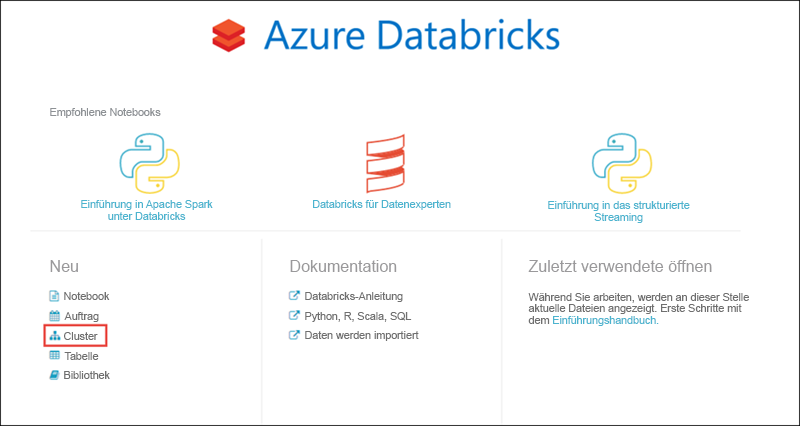 Azure Databricks
Empfohlene Notebooks
Einführung in Apache Spark
unter Databricks
Databricks für Datenexperten
Einführung in das strukturierte
Streaming
Neu
Notebook
Auftrag
Cluster
Tabelle
Bibliothek
Dokumentation
Databricks-Anleitung
Python, R, Scala, SQL
Daten werden importiert
Zuletzt verwendete öffnen
Während Sie arbeiten, werden an dieser Stelle
aktuelle Dateien angezeigt. Erste Schritte mit
dem Einführungshandbuch.